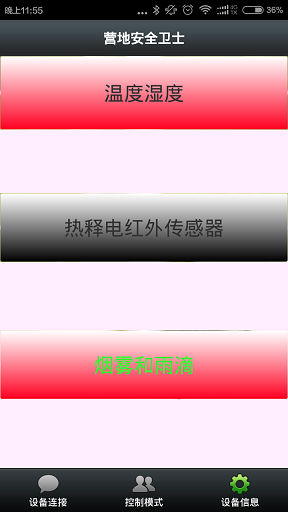 晚上11:55
... 4G 1X 36%
营地安全卫士
温度湿度
热释电红外传感器
烟雾和雨滴
设备连接 控制模式 设备信息